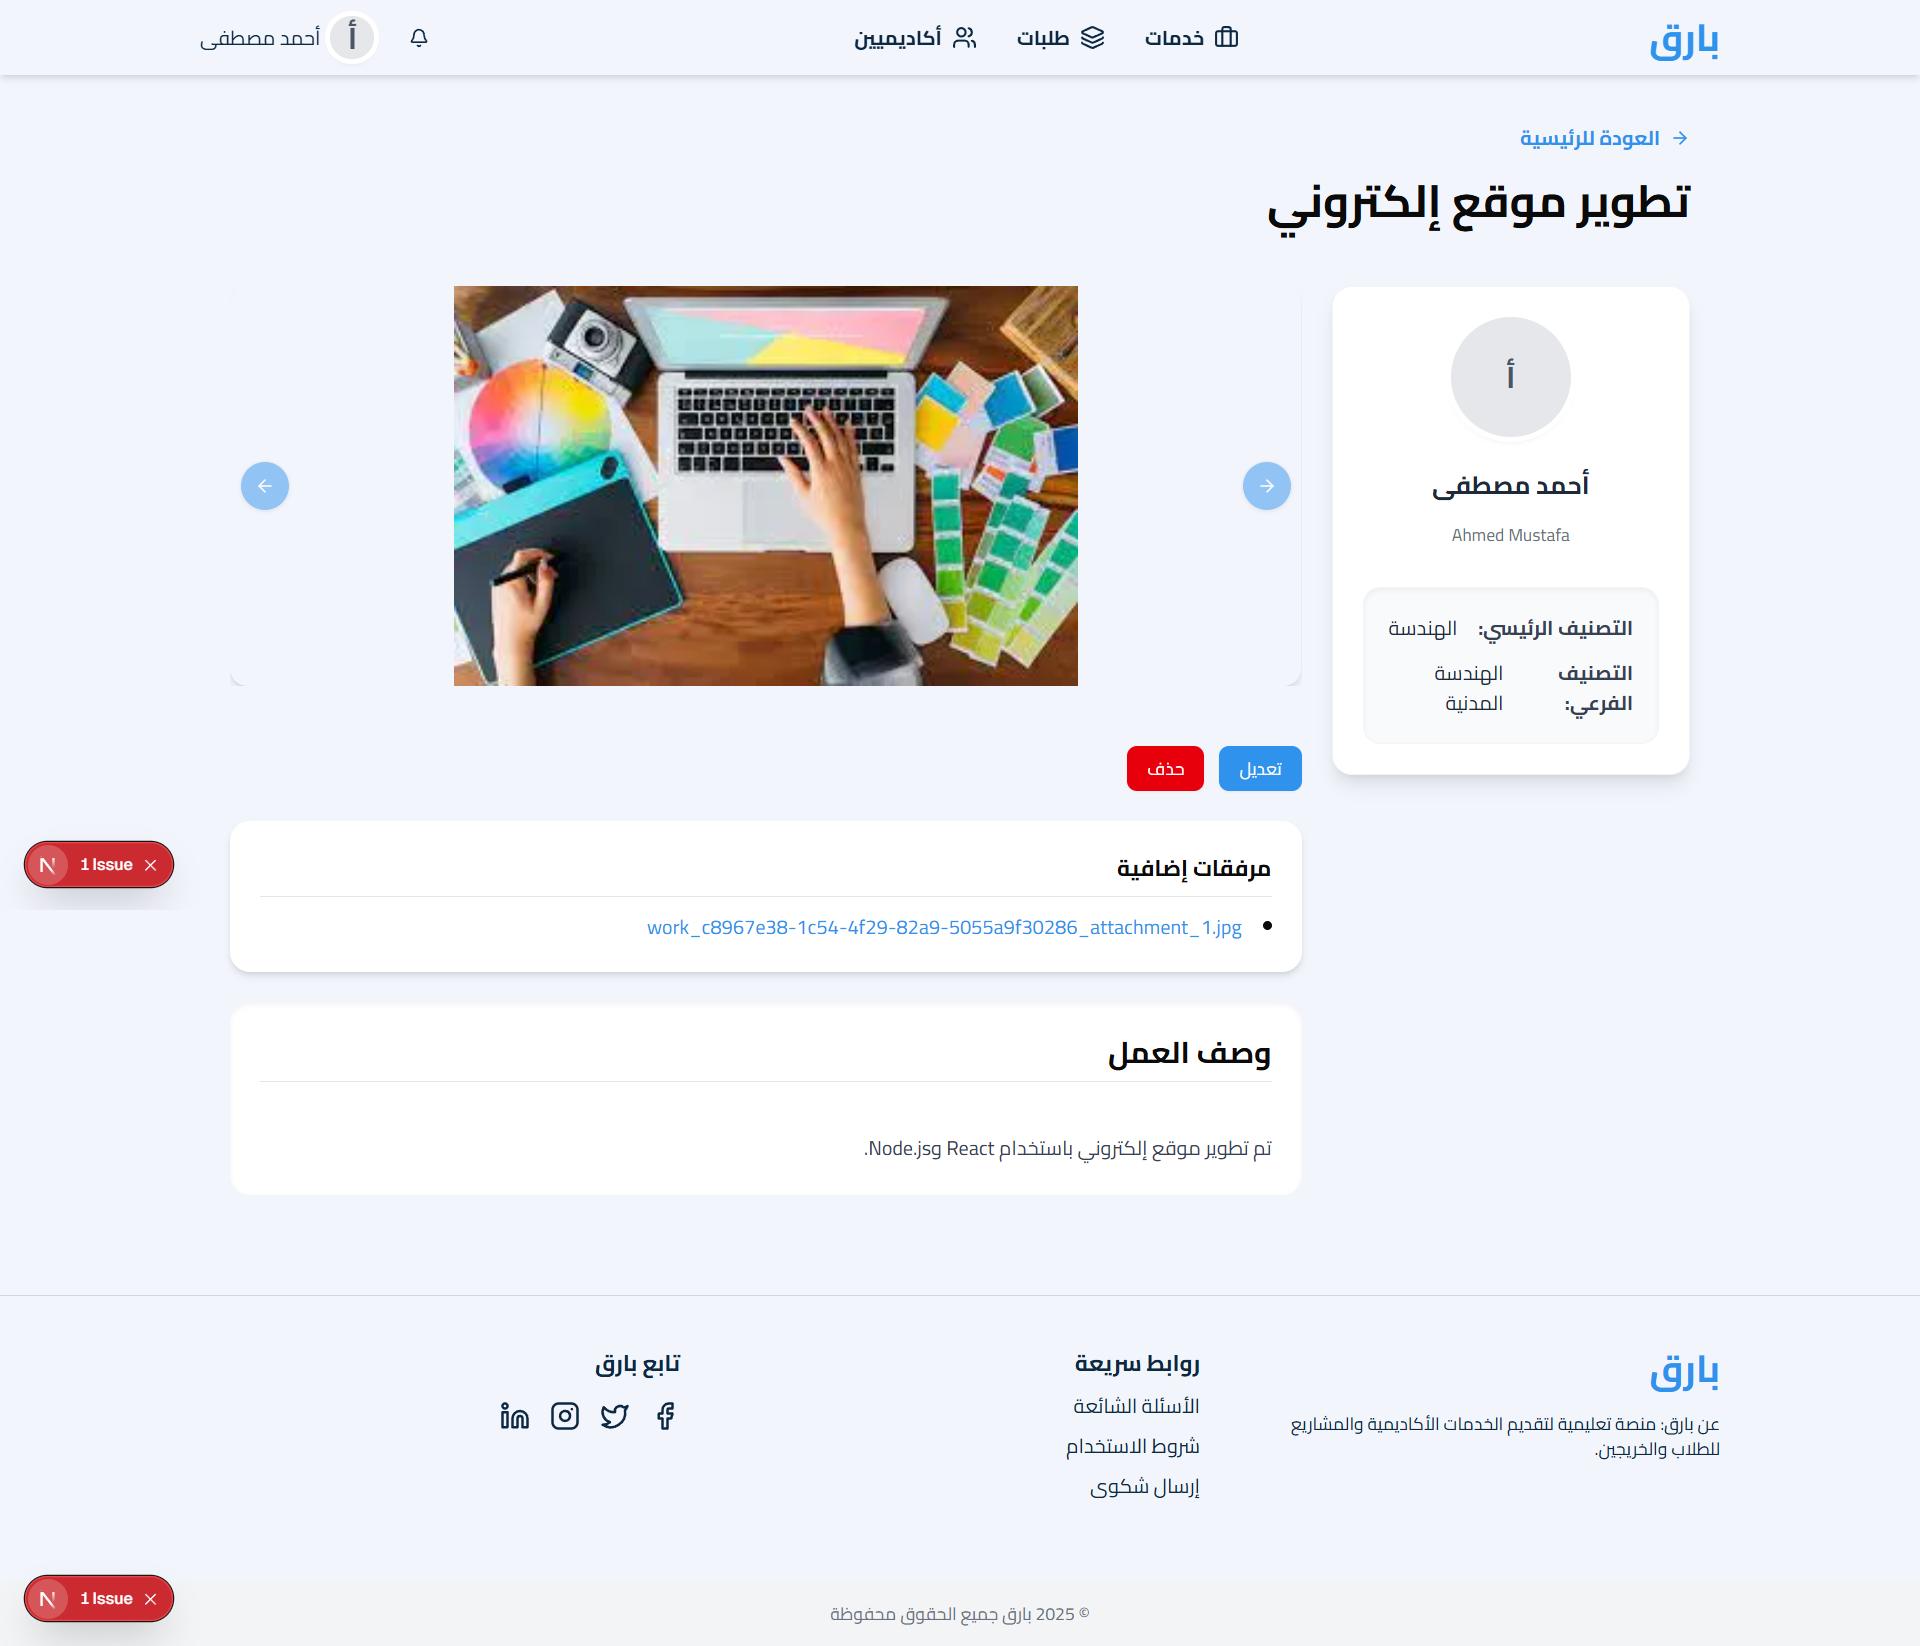 بارق
خدمات
طلبات
أكاديميين
أ
أحمد مصطفى
العودة للرئيسية
تطوير موقع إلكتروني
أ
أحمد مصطفى
Ahmed Mustafa
التصنيف الرئيسي: الهندسة
التصنيف الفرعي:
الهندسة المدنية
تعديل
حذف
مرفقات إضافية
work_c8967e38-1c54-4f29-82a9-5055a9f30286_attachment_1.jpg
1 Issue
وصف العمل
تم تطوير موقع إلكتروني باستخدام React وNode.js.
بارق
عن بارق: منصة تعليمية لتقديم الخدمات الأكاديمية والمشاريع
للطلاب والخريجين.
روابط سريعة
الأسئلة الشائعة
شروط الاستخدام
إرسال شكوى
تابع بارق
1 Issue
© 2025 بارق جميع الحقوق محفوظة